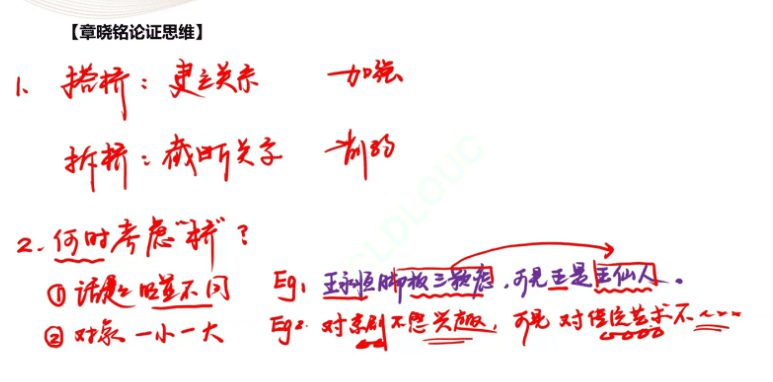 【章晓铭论证思维】
1. 搭桥：建立关系 —加强
拆桥：截断关系 —削弱
2. 何时考虑“桥”？
① 话题明显不同 Eg1 王永恒脚板三颗痣，可见王是王仙人。
② 对象一小一大 Eg2. 对京剧不感兴趣，可见对传统艺术不~~~
GLDLOUC